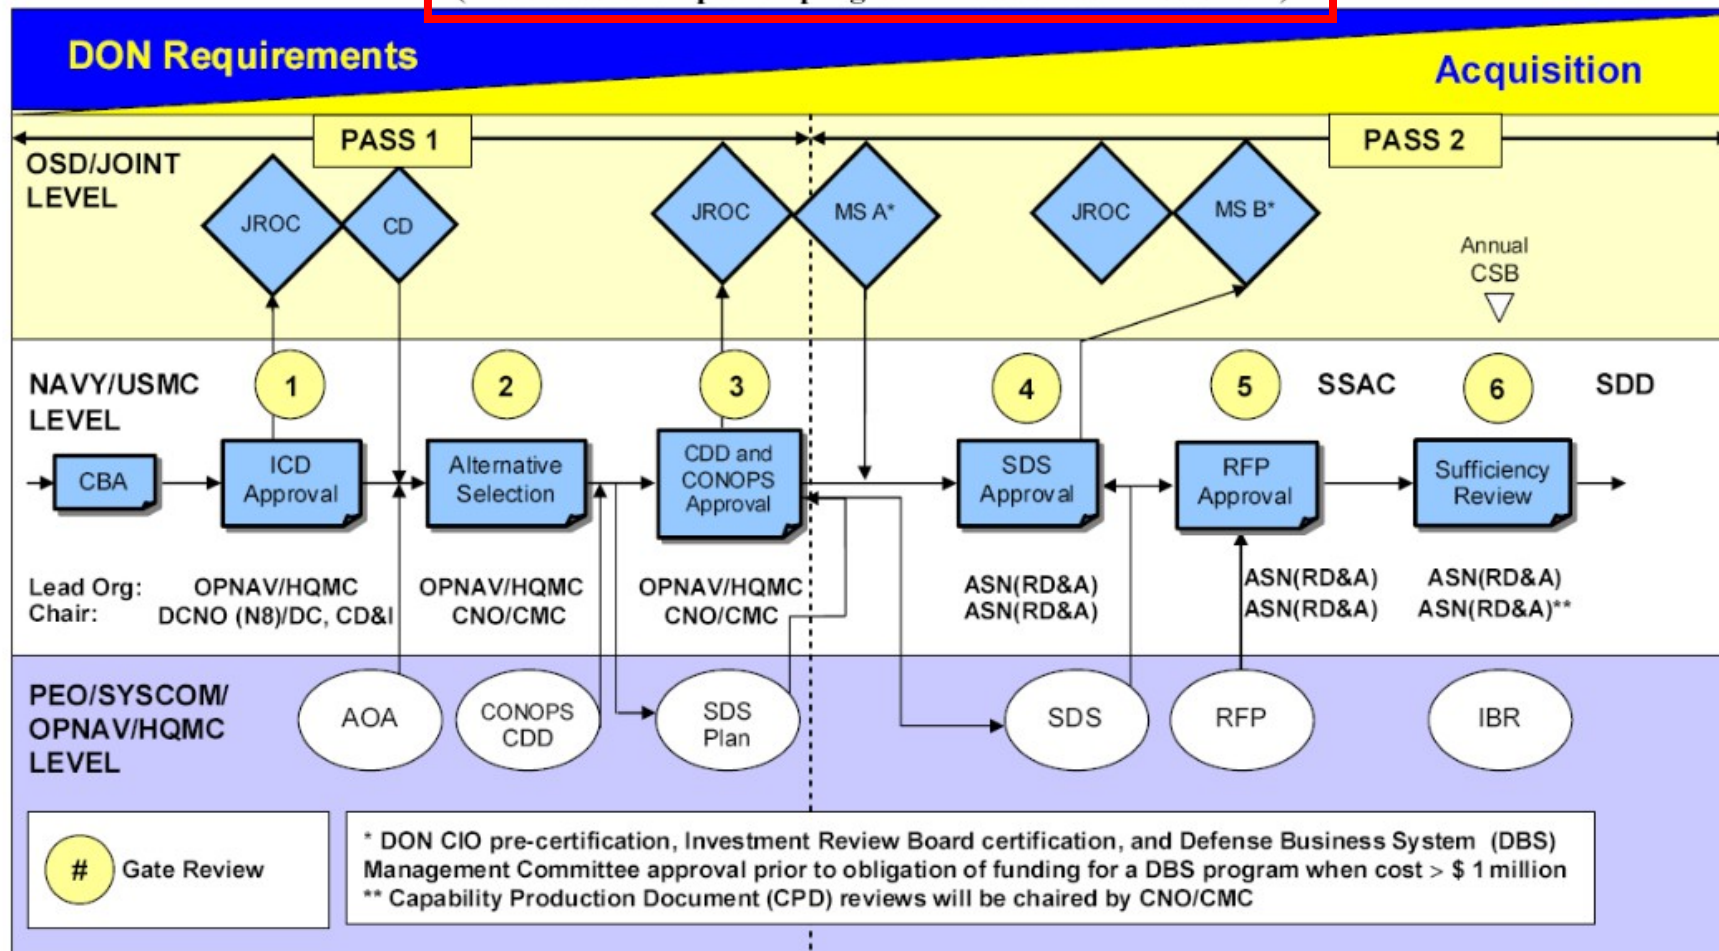 DON Requirements
Acquisition
PASS 1
PASS 2
OSD/JOINT
LEVEL
JROC
CD
JROC
MS A*
JROC
MS B*
Annual
CSB
NAVY/USMC
LEVEL
1
2
3
4
5
SSAC
6
SDD
CBA
ICD
Approval
Alternative
Selection
CDD and
CONOPS
Approval
SDS
Approval
RFP
Approval
Sufficiency
Review
Lead Org:
Chair:
OPNAV/HQMC
DCNO (N8)/DC, CD&I
OPNAV/HQMC
CNO/CMC
OPNAV/HQMC
CNO/CMC
ASN(RD&A)
ASN(RD&A)
ASN(RD&A)
ASN(RD&A)
ASN(RD&A)
ASN(RD&A)**
PEO/SYSCOM/
OPNAV/HQMC
LEVEL
AOA
CONOPS
CDD
SDS
Plan
SDS
RFP
IBR
#
Gate Review
* DON CIO pre-certification, Investment Review Board certification, and Defense Business System (DBS)
Management Committee approval prior to obligation of funding for a DBS program when cost > $ 1 million
** Capability Production Document (CPD) reviews will be chaired by CNO/CMC